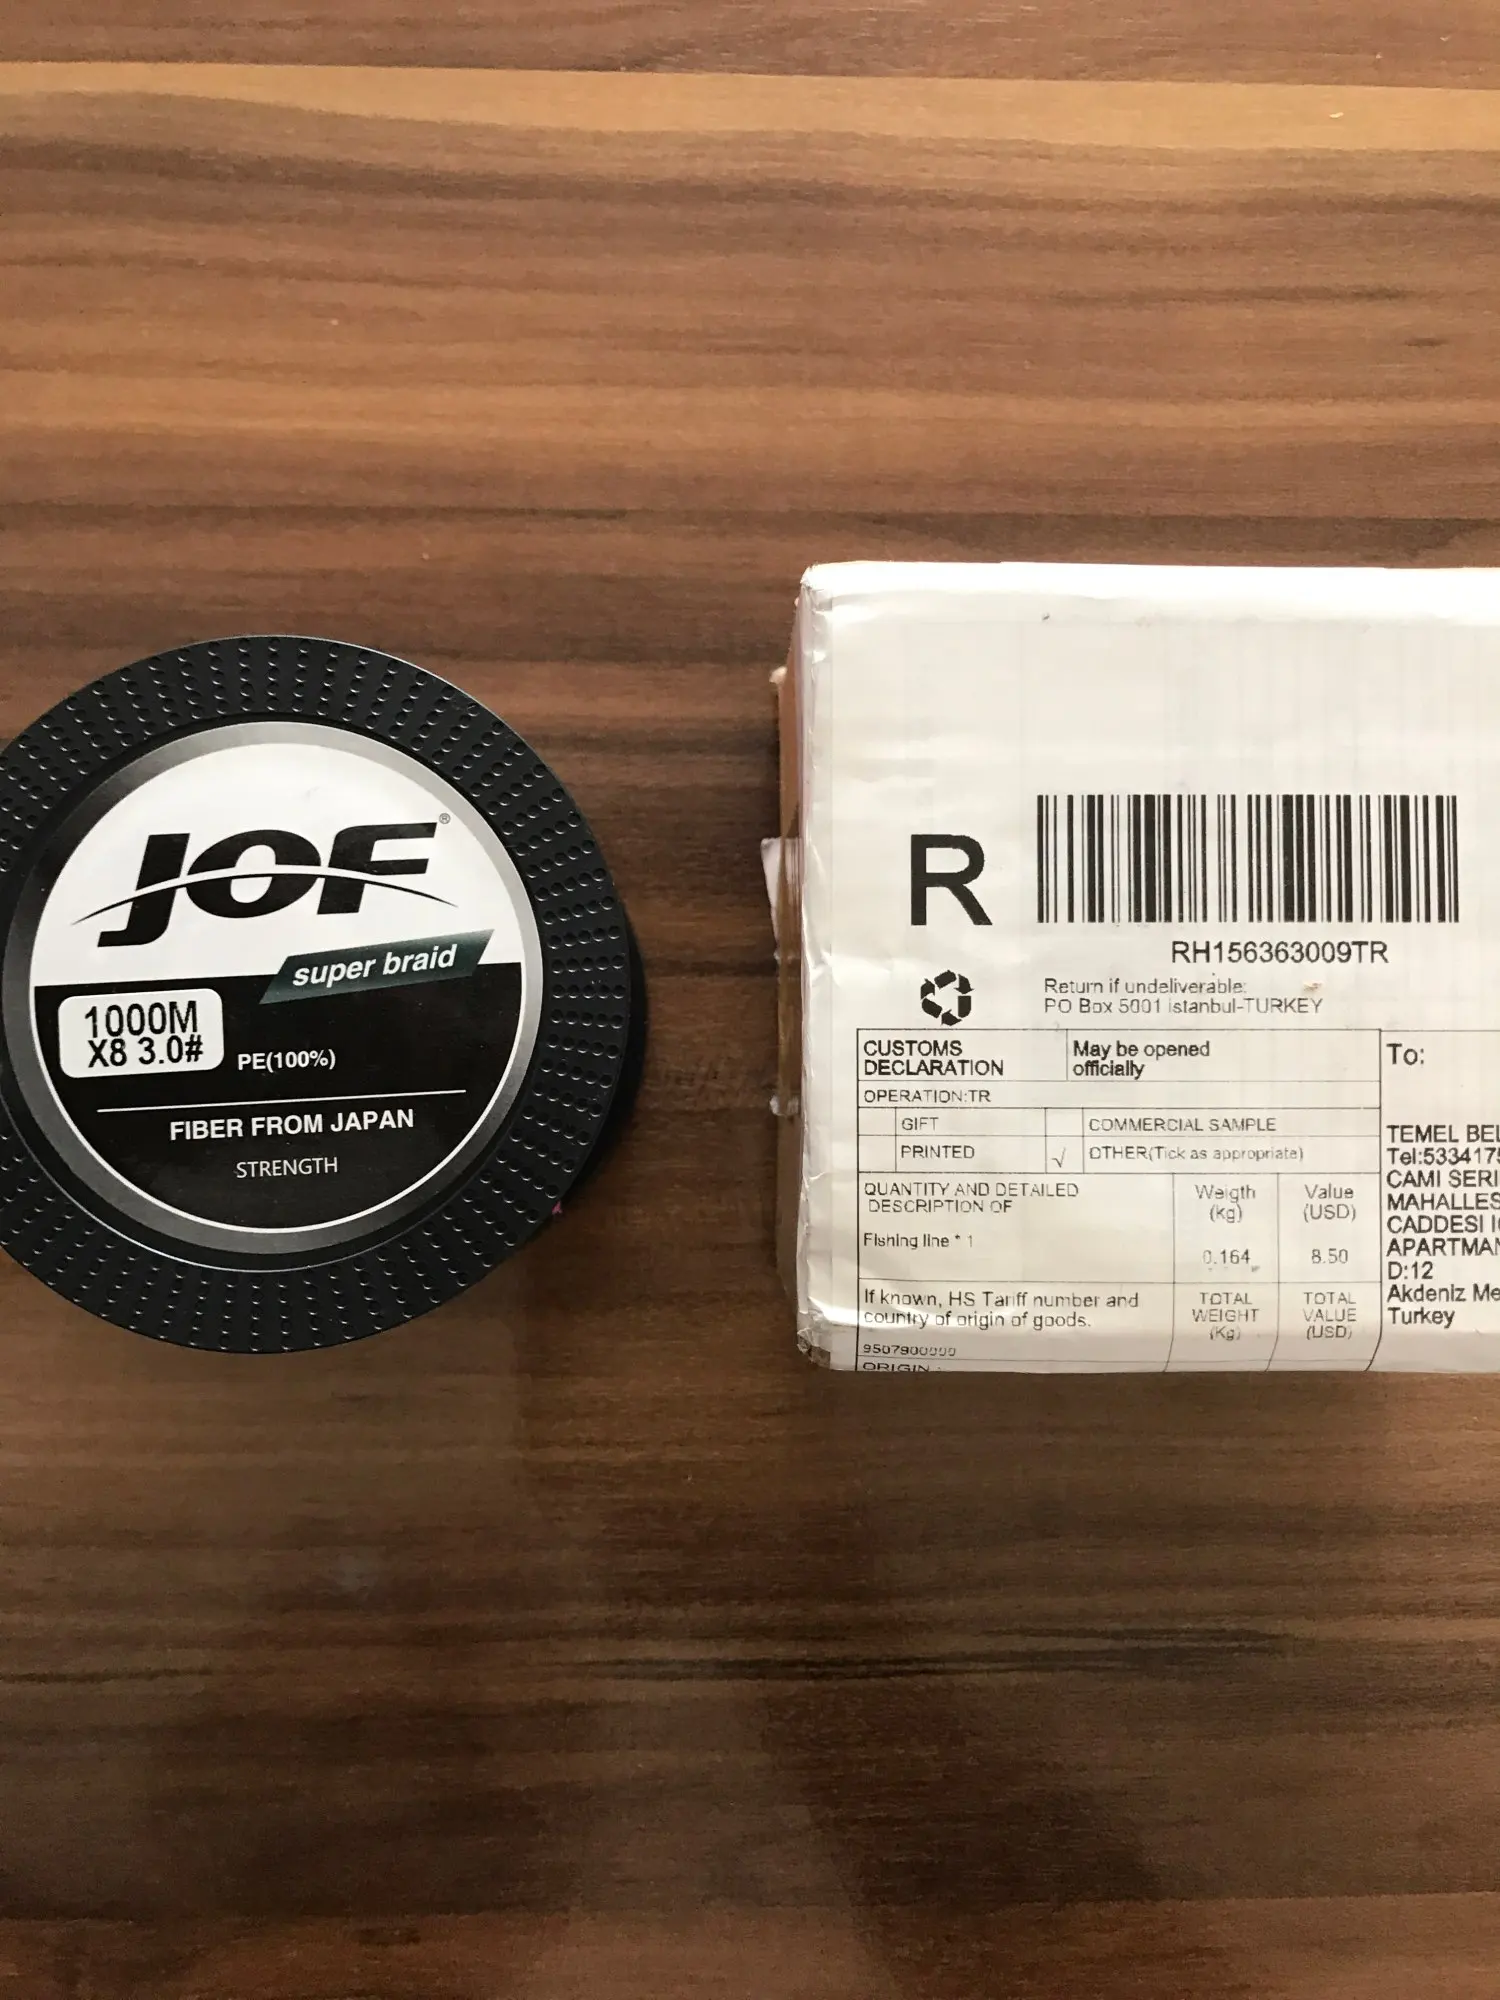 JOF®
super braid
1000M
X8 3.0#
PE(100%)
FIBER FROM JAPAN
STRENGTH
R
RH156363009TR
Return if undeliverable:
PO Box 5001 istanbul-TURKEY
CUSTOMS
DECLARATION
May be opened
officially
OPERATION:TR
GIFT
COMMERCIAL SAMPLE
PRINTED
√
OTHER(Tick as appropriate)
QUANTITY AND DETAILED
DESCRIPTION OF
Weigth
(kg)
Value
(USD)
Fishing line * 1
0.164
8.50
If known, HS Tariff number and
country of origin of goods.
TOTAL
WEIGHT
(Kg)
TOTAL
VALUE
(USD)
9507900000
ORIGIN:
To:
TEMEL BEL
Tel:5334175
CAMI SERI
MAHALLES
CADDESI
APARTMAN
D:12
Akdeniz Me
Turkey